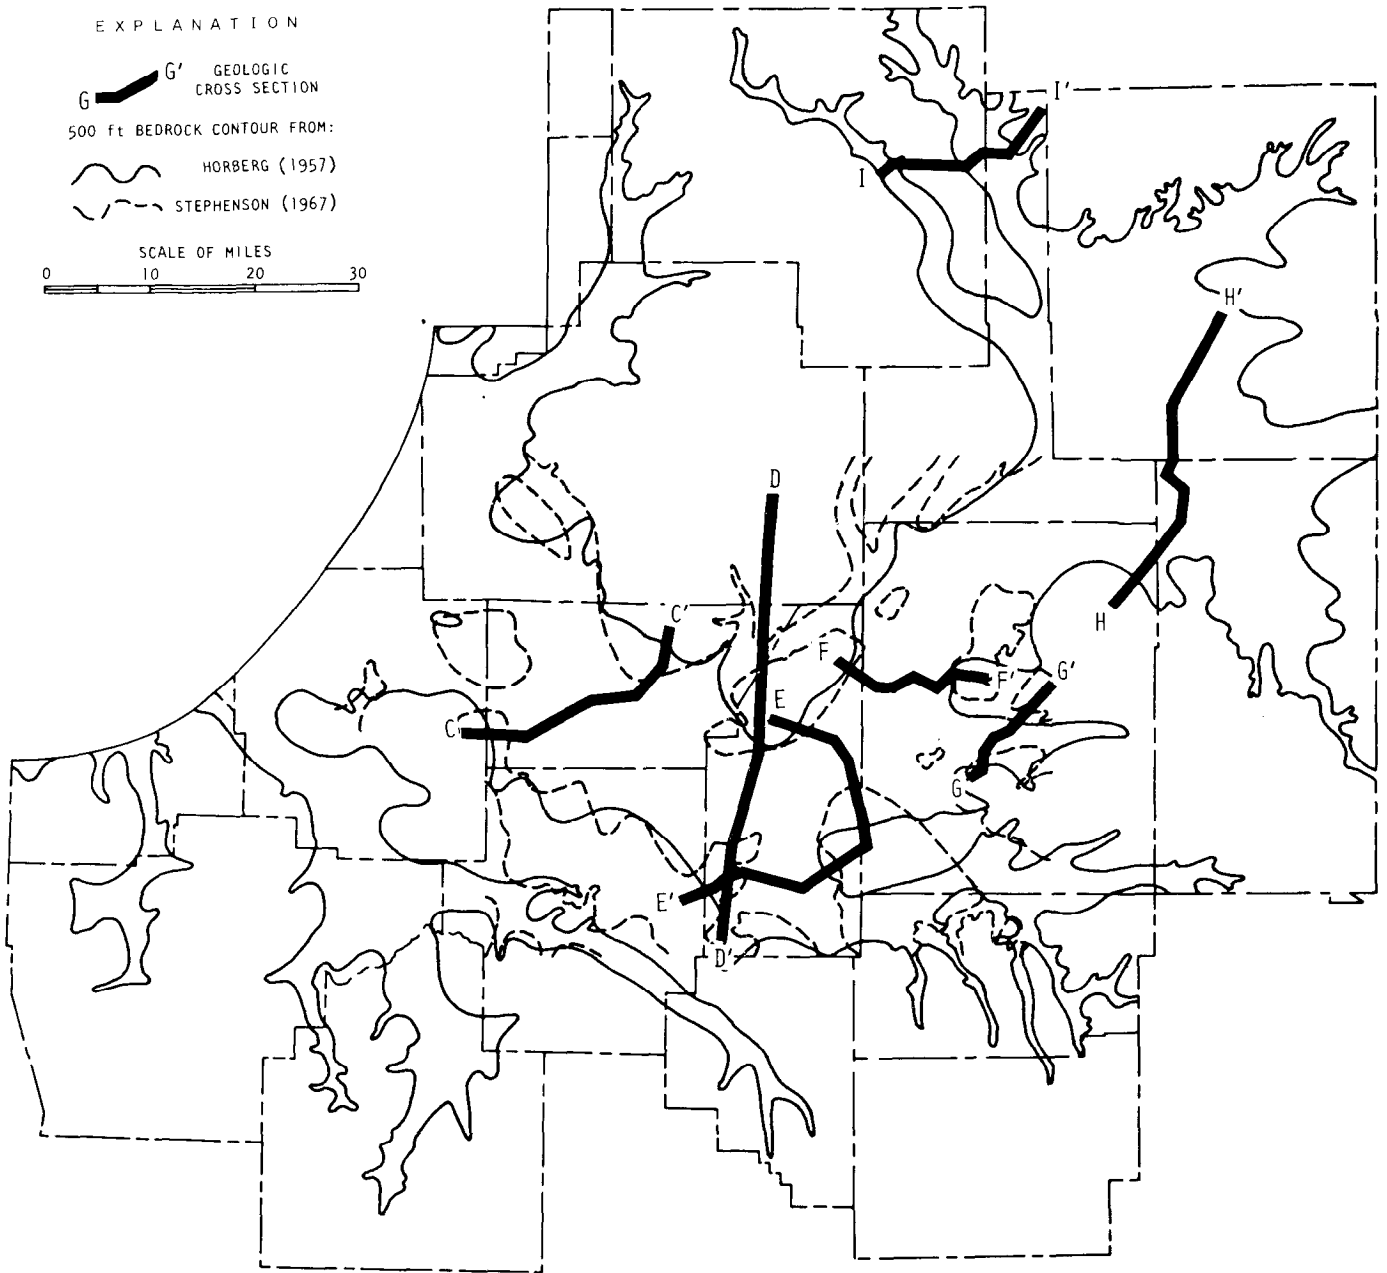 EXPLANATION
G G′ GEOLOGIC
CROSS SECTION
500 ft BEDROCK CONTOUR FROM:
HORBERG (1957)
STEPHENSON (1967)
SCALE OF MILES
0 10 20 30
I′
I
H′
D
C′
H
F
F′
G′
E
C
G
E′
D′